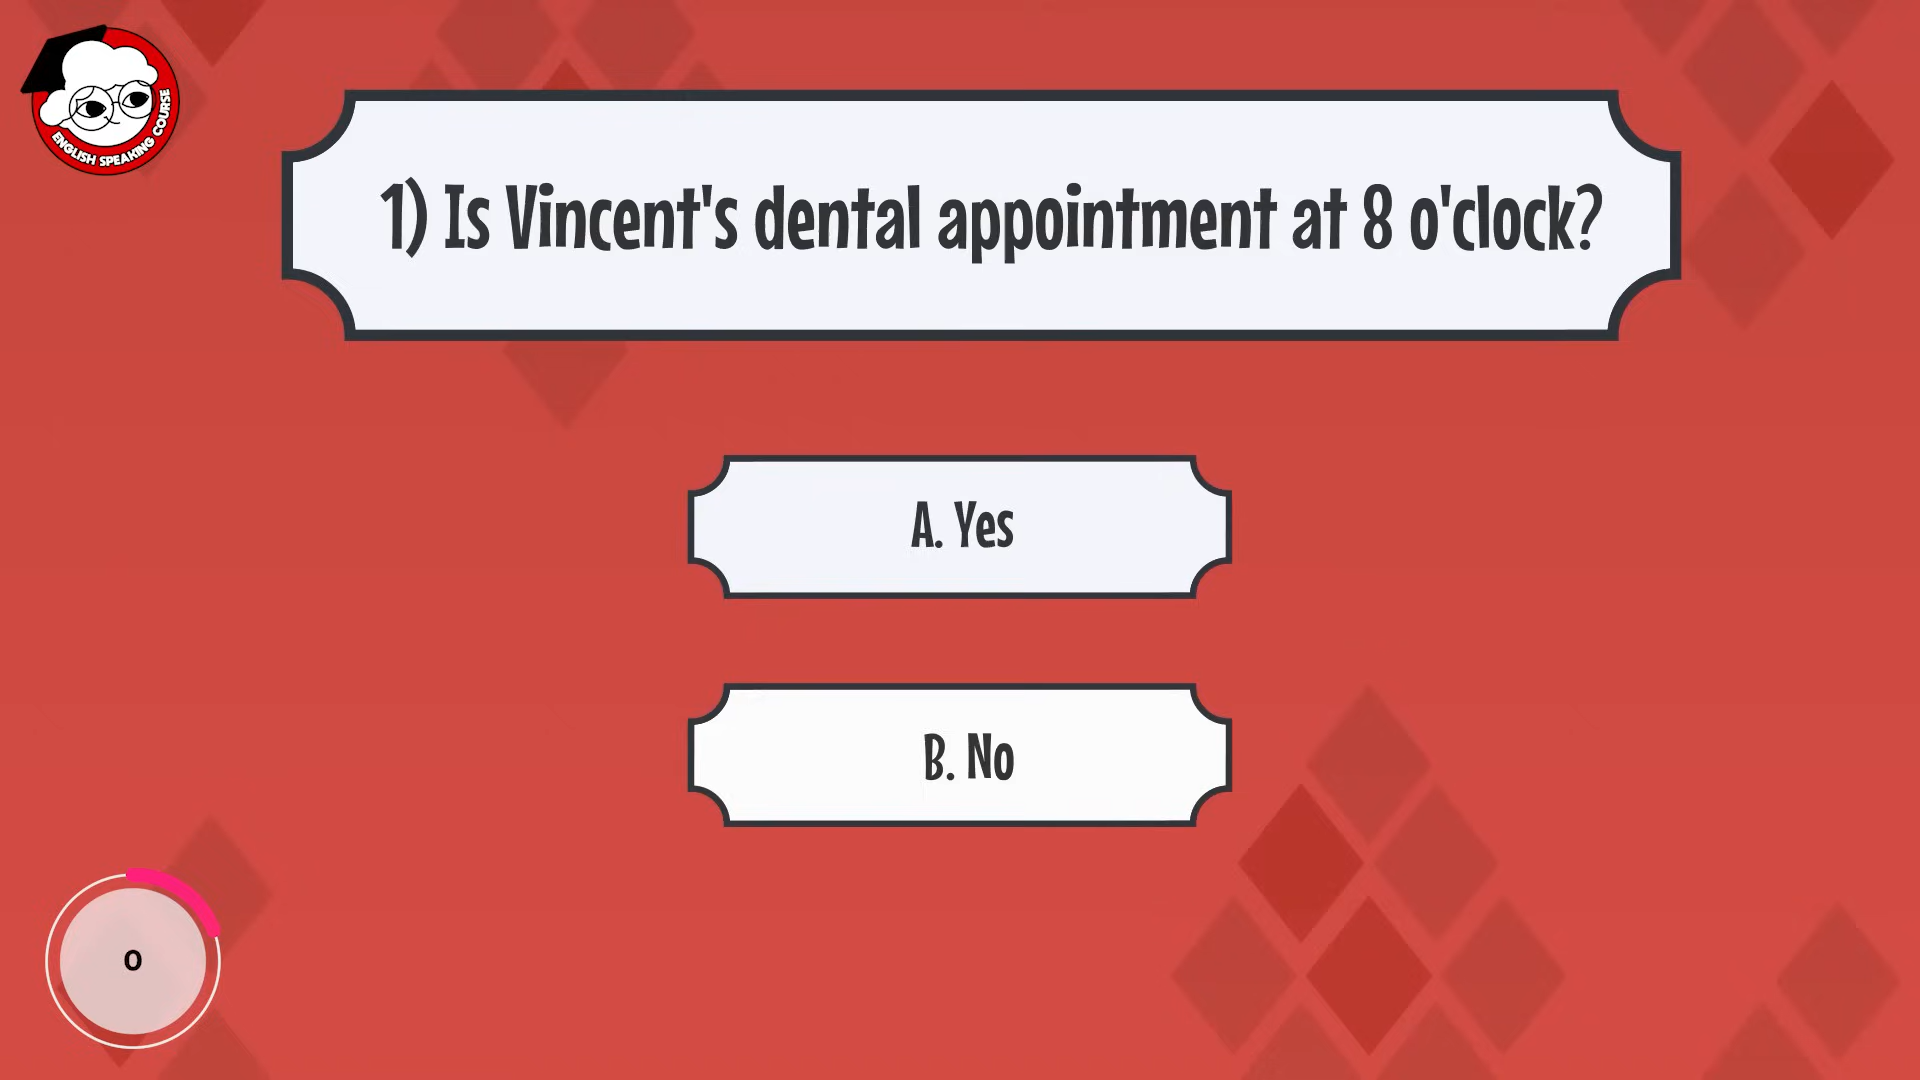 ENGLISH SPEAKING COURSE
1) Is Vincent's dental appointment at 8 o'clock?
A. Yes
B. No
0